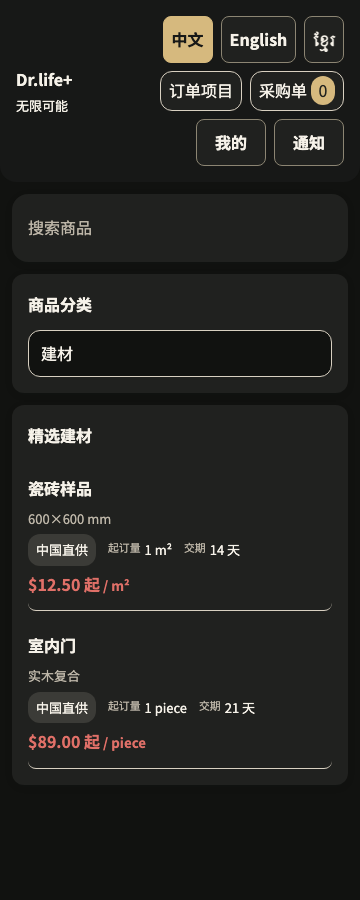 中文 English ខ្មែរ
Dr.life+
无限可能
订单项目 采购单 0
我的 通知
搜索商品
商品分类
建材
精选建材
瓷砖样品
600×600 mm
中国直供 起订量 1 m² 交期 14 天
$12.50 起 / m²
室内门
实木复合
中国直供 起订量 1 piece 交期 21 天
$89.00 起 / piece